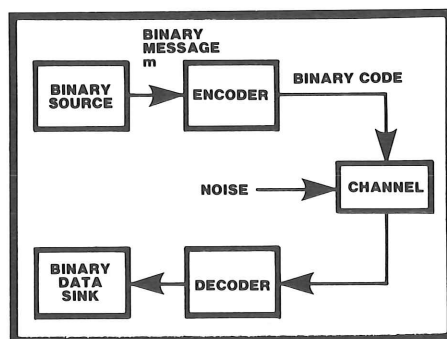 BINARY
MESSAGE
m
BINARY
SOURCE
ENCODER
BINARY CODE
NOISE
CHANNEL
BINARY
DATA
SINK
DECODER